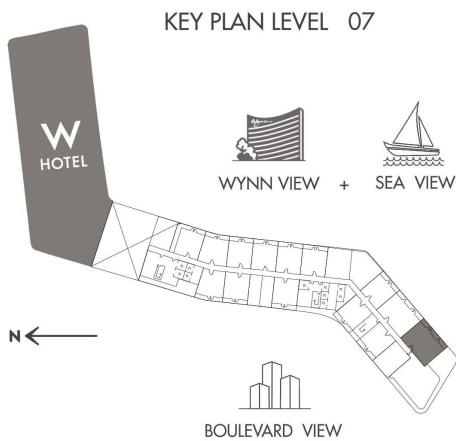 KEY PLAN LEVEL 07
W
HOTEL
WYNN VIEW + SEA VIEW
N
BOULEVARD VIEW